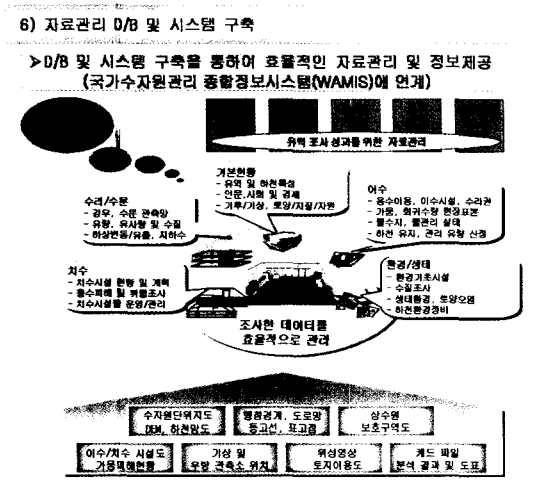 6) 자료관리 D/B 및 시스템 구축
➤D/B 및 시스템 구축을 통하여 효율적인 자료관리 및 정보제공
(국가수자원관리 종합정보시스템(WAMIS)에 연계)
유역 조사 성과를 위한 자료관리
기본현황
- 유역 및 하천특성
- 인문,사회 및 경제
- 기후/기상, 토양/지질/자원
수리/수문
- 강우, 수문 관측망
- 유량, 유사량 및 수질
- 하상변동/유출, 지하수
이수
- 용수이용, 이수시설, 수리권
- 가뭄, 회귀수량 현장표본
- 물수지, 물관리 실태
- 하천 유지, 관리 유량 산정
치수
- 치수시설 현황 및 계획
- 홍수피해 및 위험조사
- 치수시설물 운영/관리
환경/생태
- 환경기초시설
- 수질조사
- 생태환경, 토양오염
- 하천환경정비
조사한 데이터를
효율적으로 관리
수자원단위지도
DEM, 하천망도
행정경계, 도로망
등고선, 표고점
상수원
보호구역도
이수/치수 시설도
가뭄피해현황
기상 및
우량 관측소 위치
위성영상
토지이용도
캐드 파일
분석 결과 및 도표